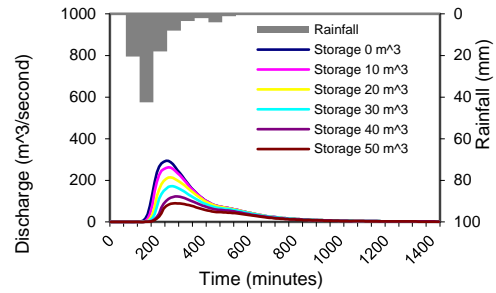 1000
800
600
400
200
0
Discharge (m^3/second)
Rainfall
Storage 0 m^3
Storage 10 m^3
Storage 20 m^3
Storage 30 m^3
Storage 40 m^3
Storage 50 m^3
0
20
40
60
80
100
Rainfall (mm)
0 200 400 600 800 1000 1200 1400
Time (minutes)